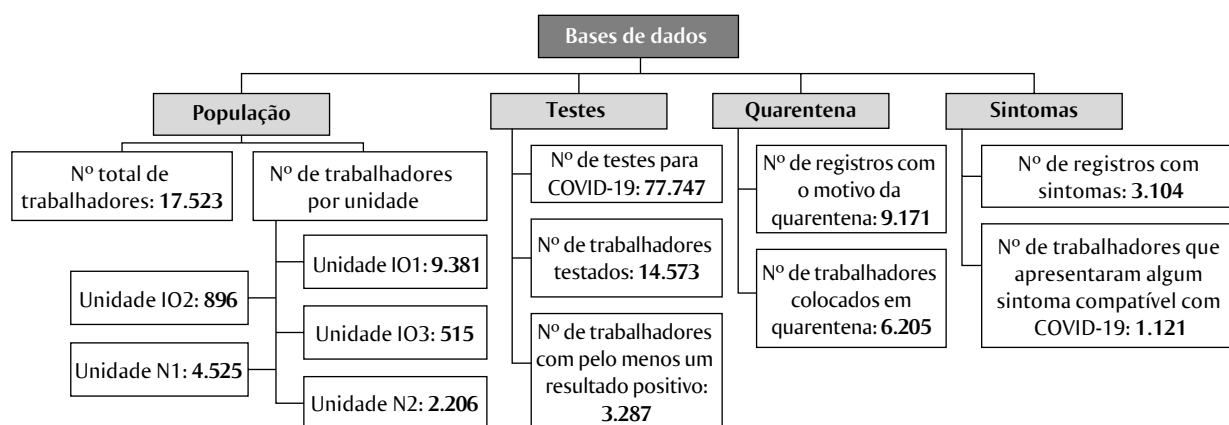 Bases de dados
População
Testes
Quarentena
Sintomas
Nº total de
trabalhadores: 17.523
Nº de trabalhadores
por unidade
Unidade IO1: 9.381
Unidade IO2: 896
Unidade IO3: 515
Unidade N1: 4.525
Unidade N2: 2.206
Nº de testes para
COVID-19: 77.747
Nº de trabalhadores
testados: 14.573
Nº de trabalhadores
com pelo menos um
resultado positivo:
3.287
Nº de registros com
o motivo da
quarentena: 9.171
Nº de trabalhadores
colocados em
quarentena: 6.205
Nº de registros com
sintomas: 3.104
Nº de trabalhadores que
apresentaram algum
sintoma compatível com
COVID-19: 1.121